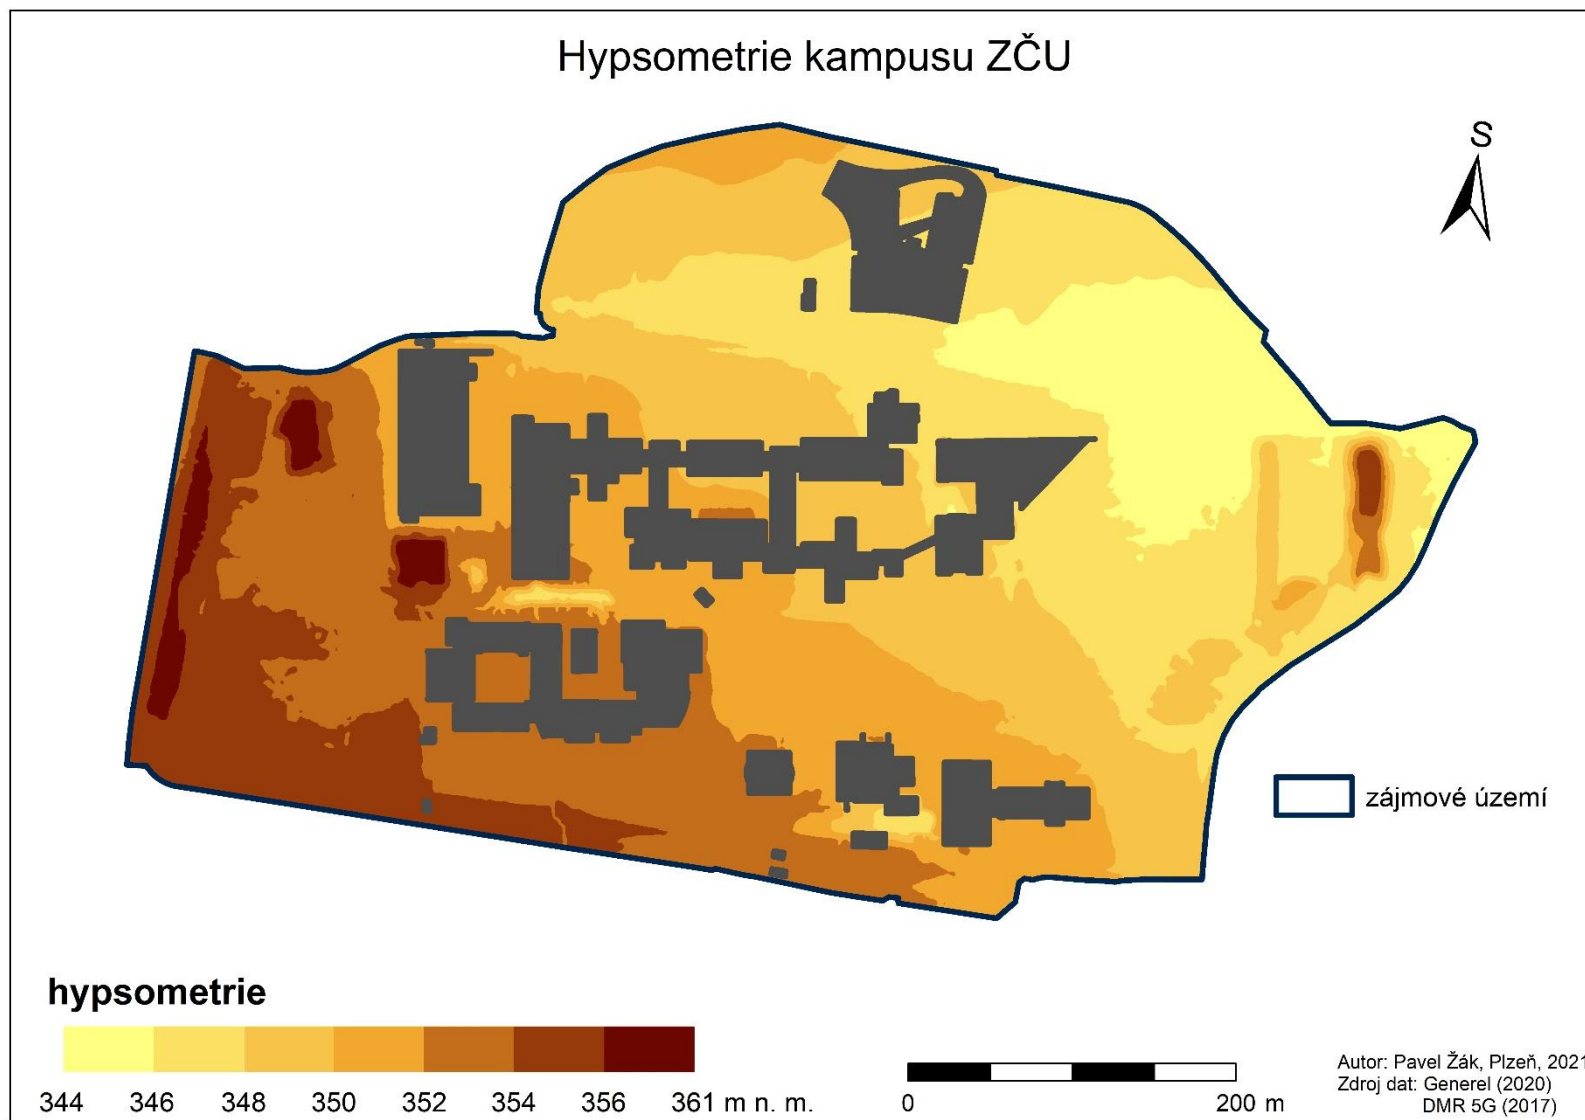 Hypsometrie kampusu ZČU
S
zájmové území
hypsometrie
344 346 348 350 352 354 356 361 m n. m.
0 200 m
Autor: Pavel Žák, Plzeň, 2021
Zdroj dat: Generel (2020)
DMR 5G (2017)